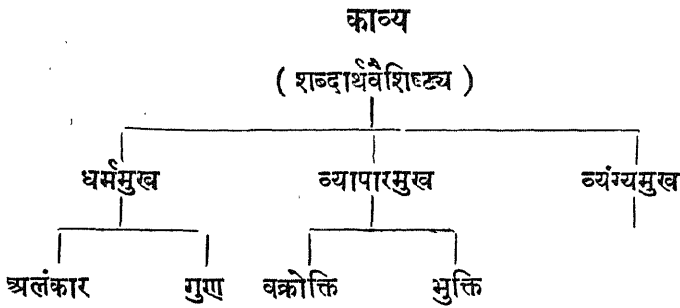 काव्य
( शब्दार्थवैशिष्ट्य )
धर्ममुख व्यापारमुख व्यंग्यमुख
अलंकार गुण वक्रोक्ति भुक्ति